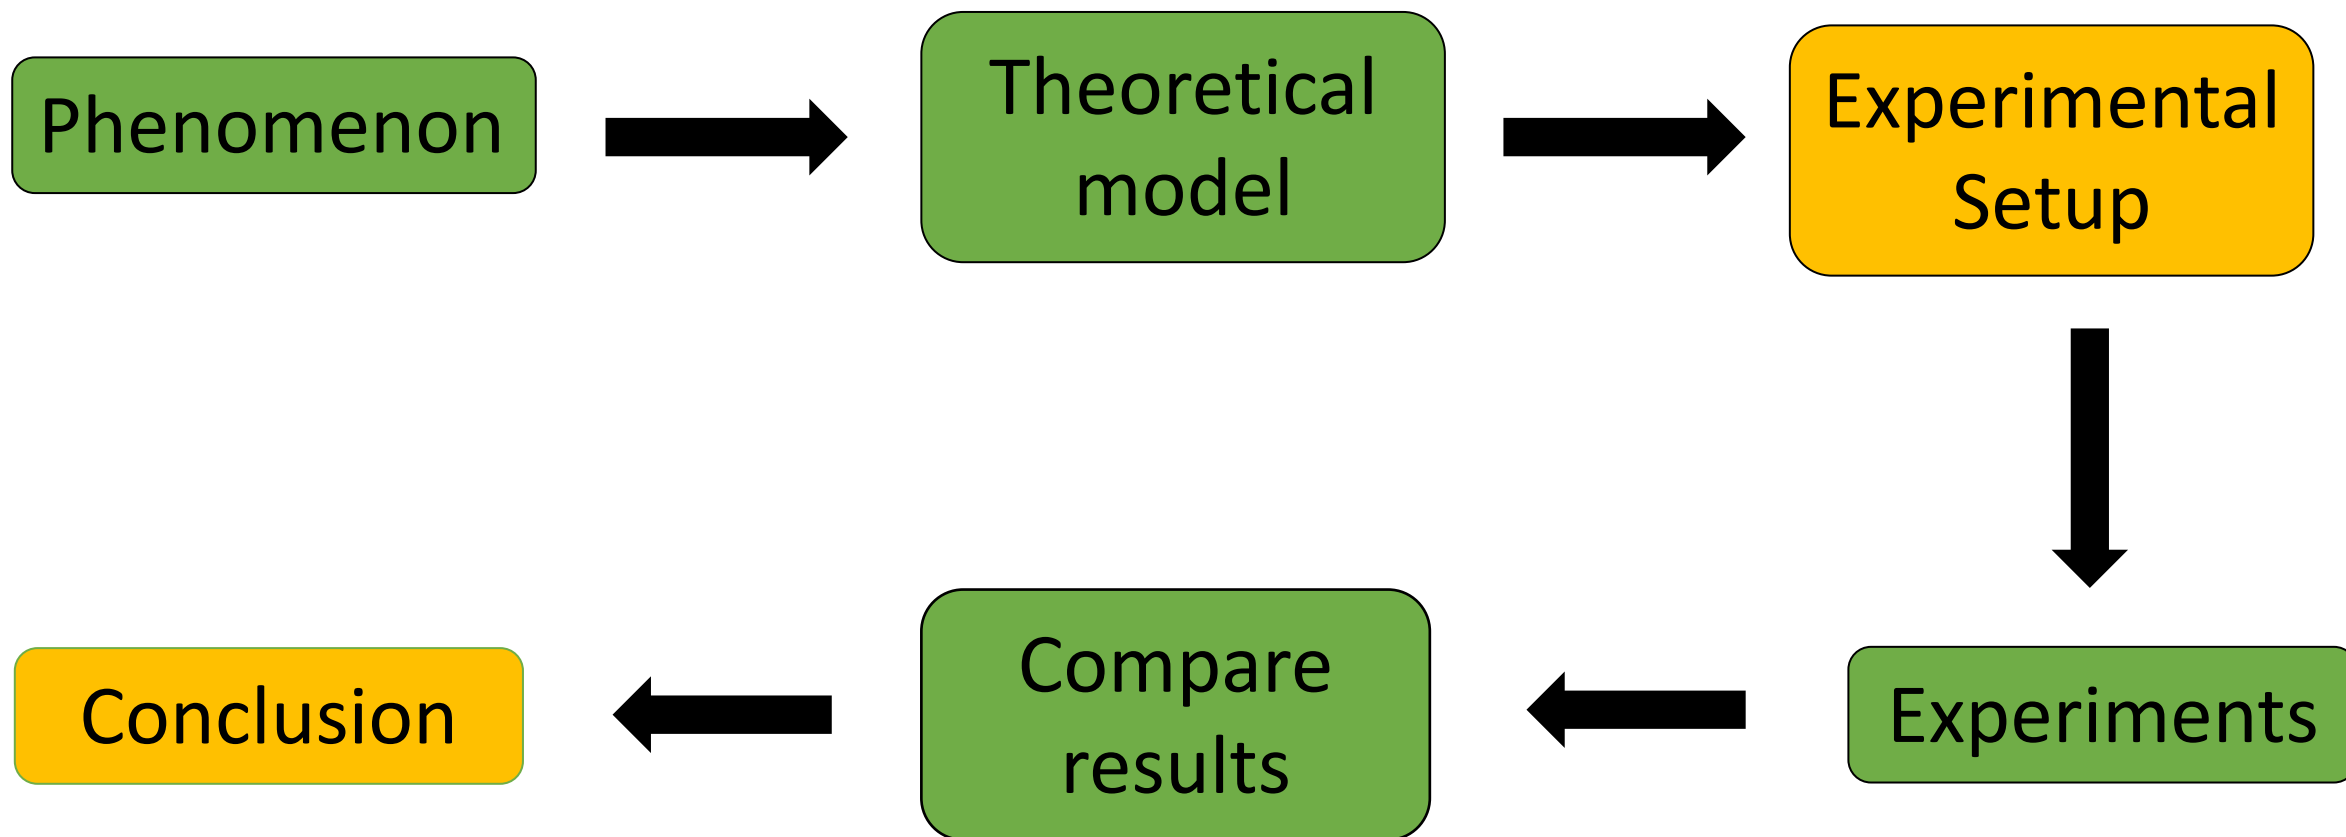 Phenomenon
Theoretical
model
Experimental
Setup
Experiments
Compare
results
Conclusion